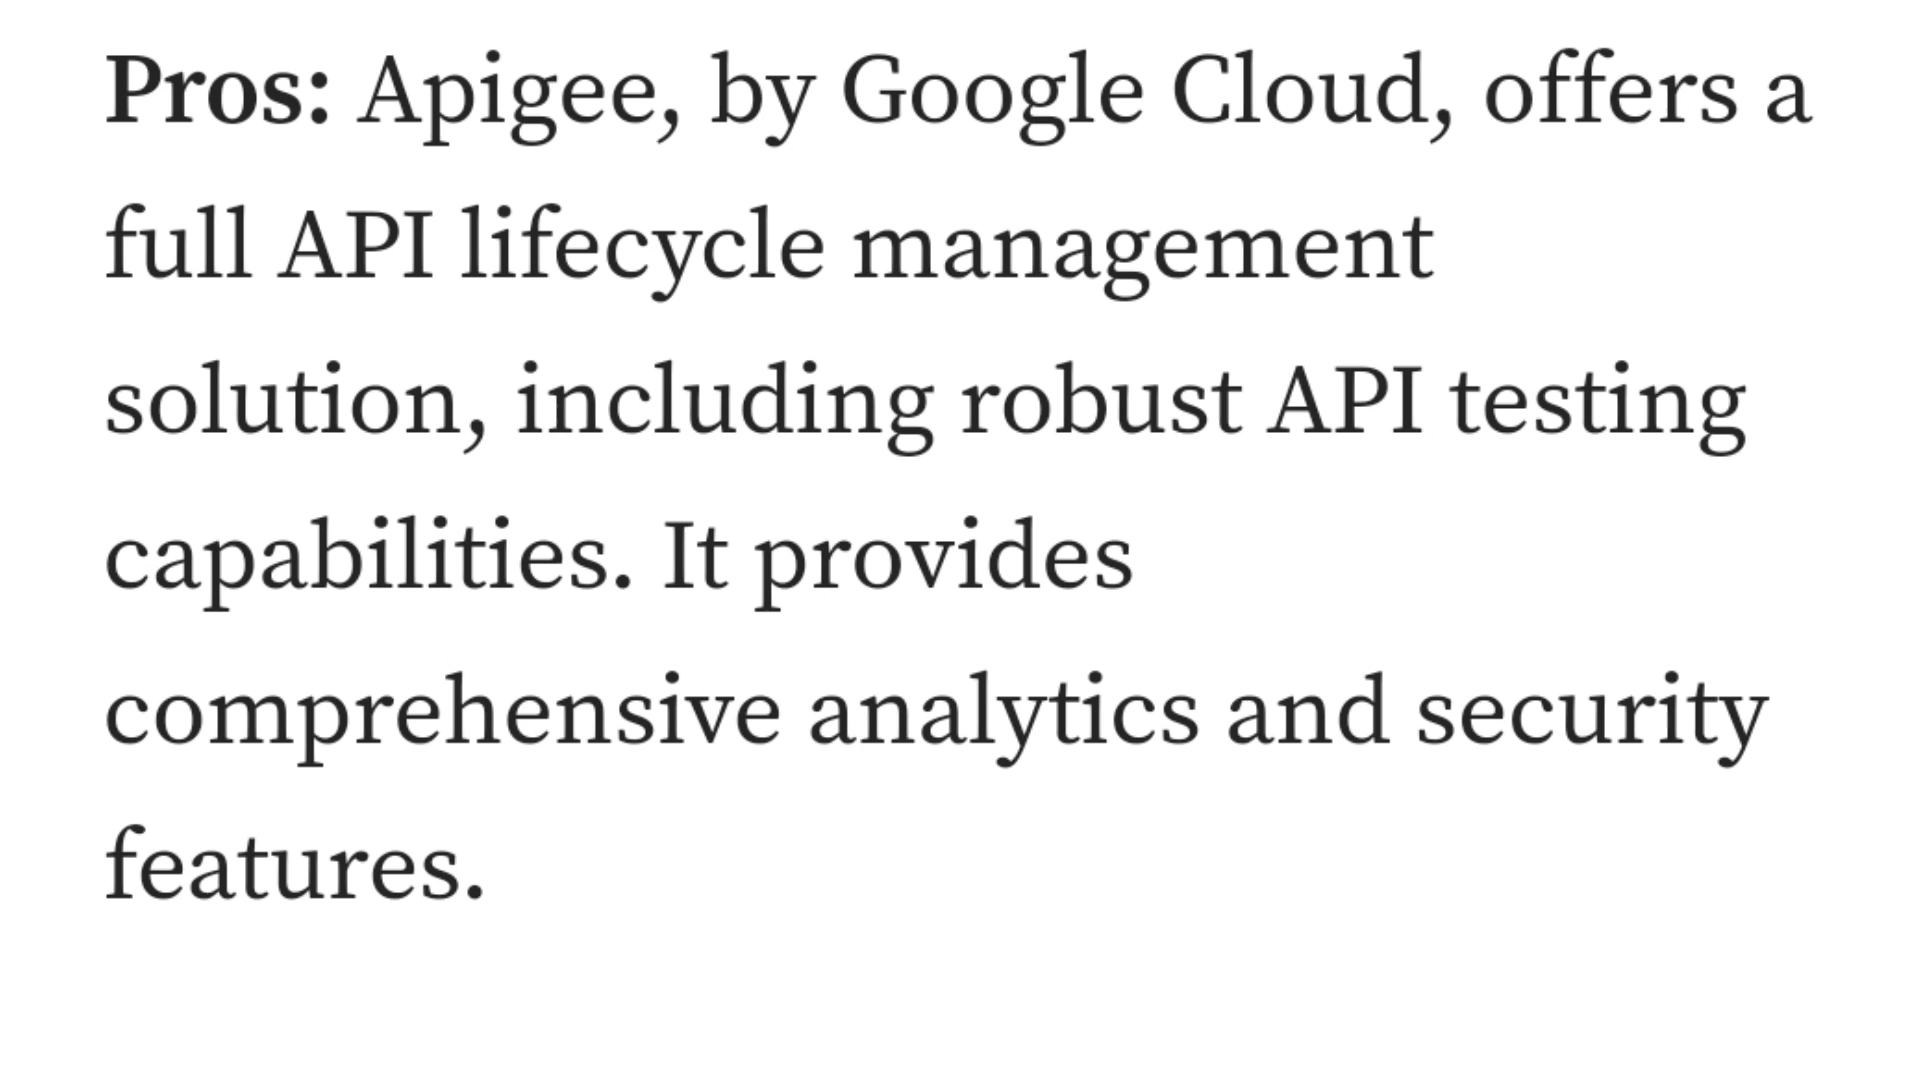 Pros: Apigee, by Google Cloud, offers a
full API lifecycle management
solution, including robust API testing
capabilities. It provides
comprehensive analytics and security
features.